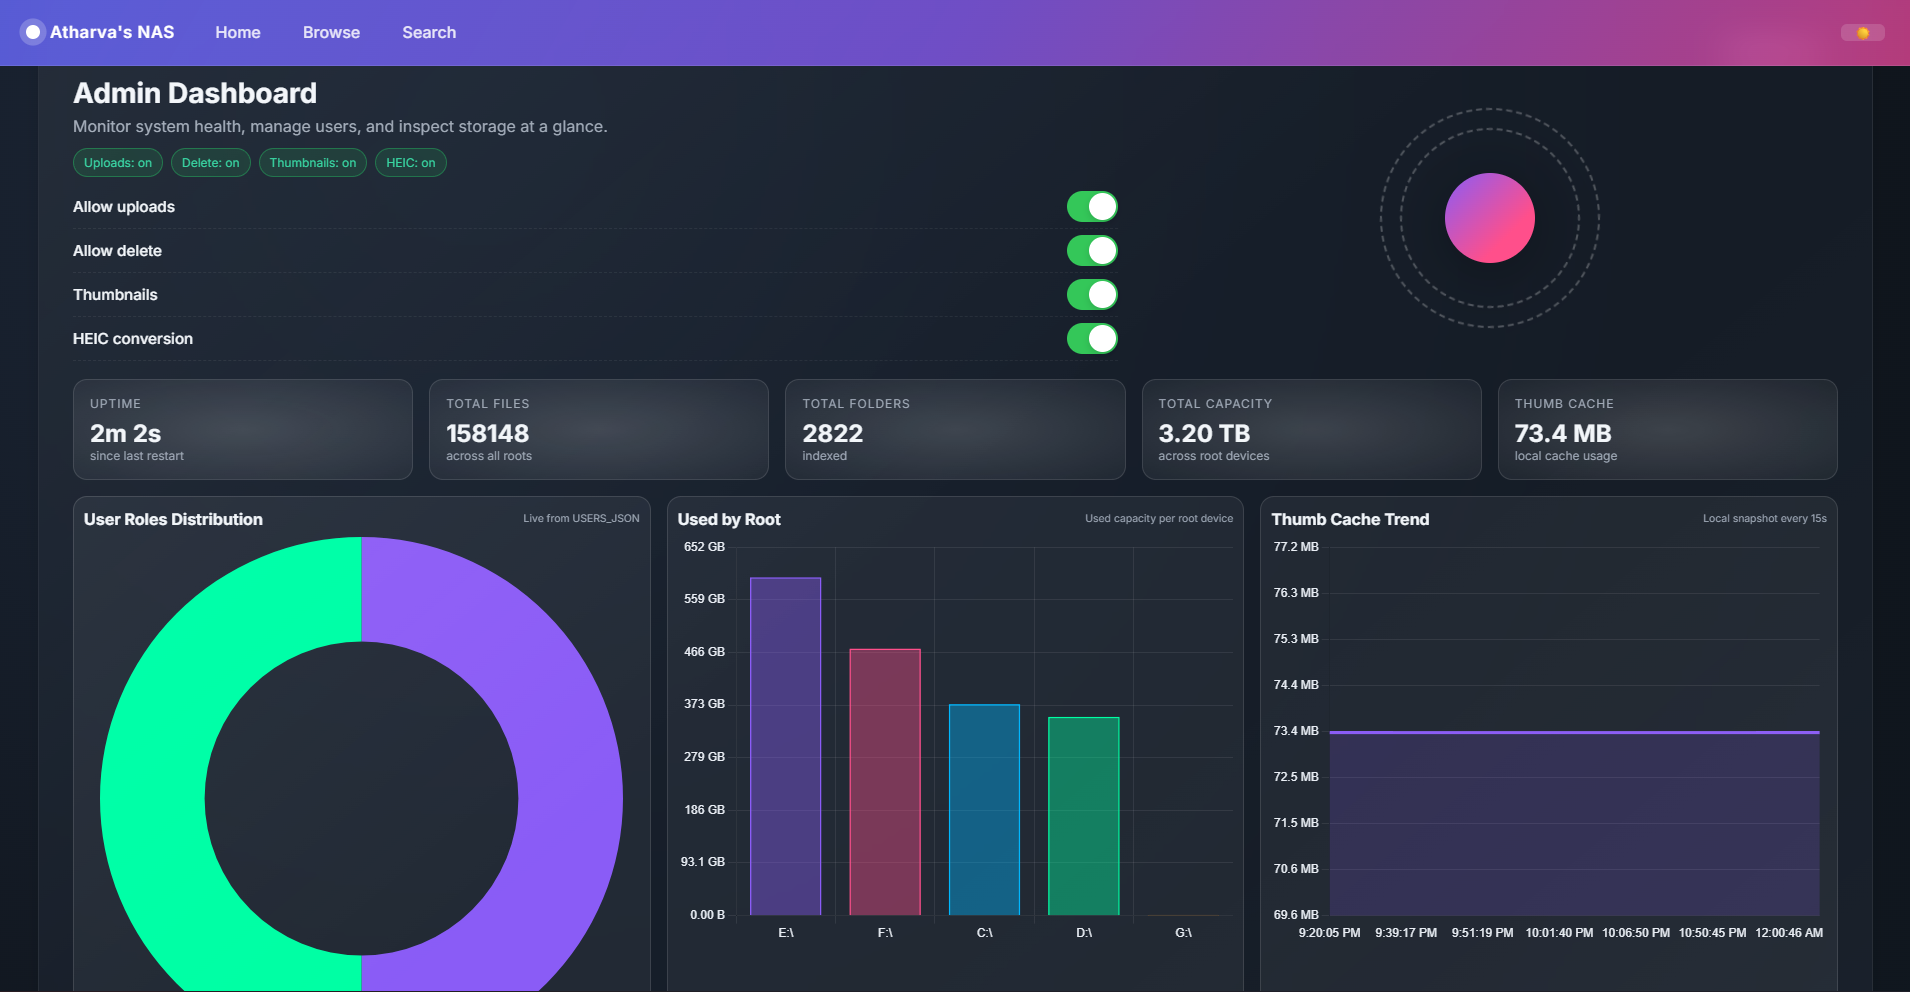 Atharva's NAS Home Browse Search
Admin Dashboard
Monitor system health, manage users, and inspect storage at a glance.
Uploads: on Delete: on Thumbnails: on HEIC: on
Allow uploads
Allow delete
Thumbnails
HEIC conversion
UPTIME
2m 2s
since last restart
TOTAL FILES
158148
across all roots
TOTAL FOLDERS
2822
indexed
TOTAL CAPACITY
3.20 TB
across root devices
THUMB CACHE
73.4 MB
local cache usage
User Roles Distribution Live from USERS_JSON
Used by Root Used capacity per root device
652 GB
559 GB
466 GB
373 GB
279 GB
186 GB
93.1 GB
0.00 B
E:\ F:\ C:\ D:\ G:\
Thumb Cache Trend Local snapshot every 15s
77.2 MB
76.3 MB
75.3 MB
74.4 MB
73.4 MB
72.5 MB
71.5 MB
70.6 MB
69.6 MB
9:20:05 PM 9:39:17 PM 9:51:19 PM 10:01:40 PM 10:06:50 PM 10:50:45 PM 12:00:46 AM